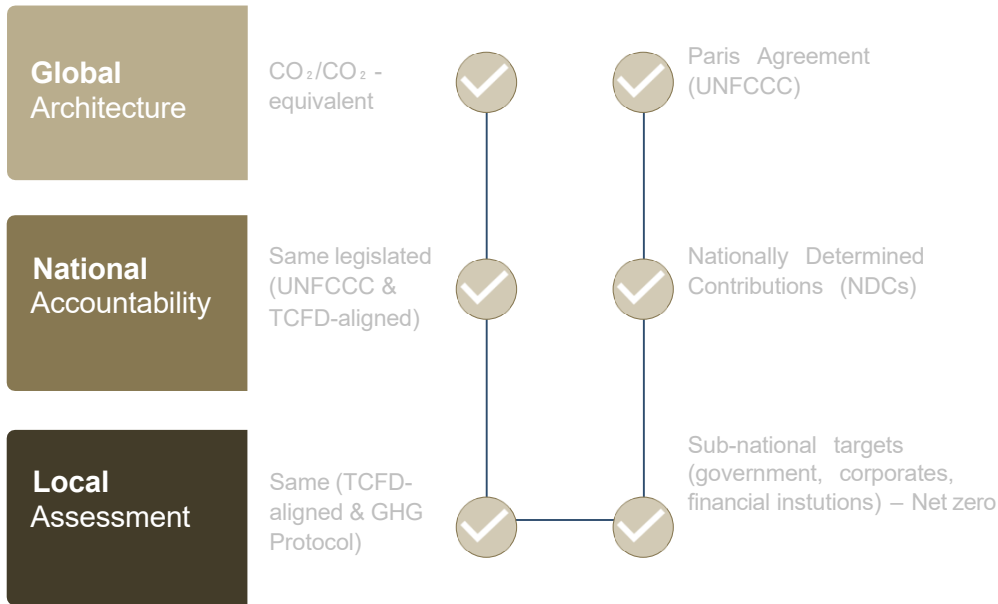 Global
Architecture
CO₂/CO₂ -
equivalent
Paris Agreement
(UNFCCC)
National
Accountability
Same legislated
(UNFCCC &
TCFD-aligned)
Nationally Determined
Contributions (NDCs)
Local
Assessment
Same (TCFD-
aligned & GHG
Protocol)
Sub-national targets
(government, corporates,
financial instutions) – Net zero